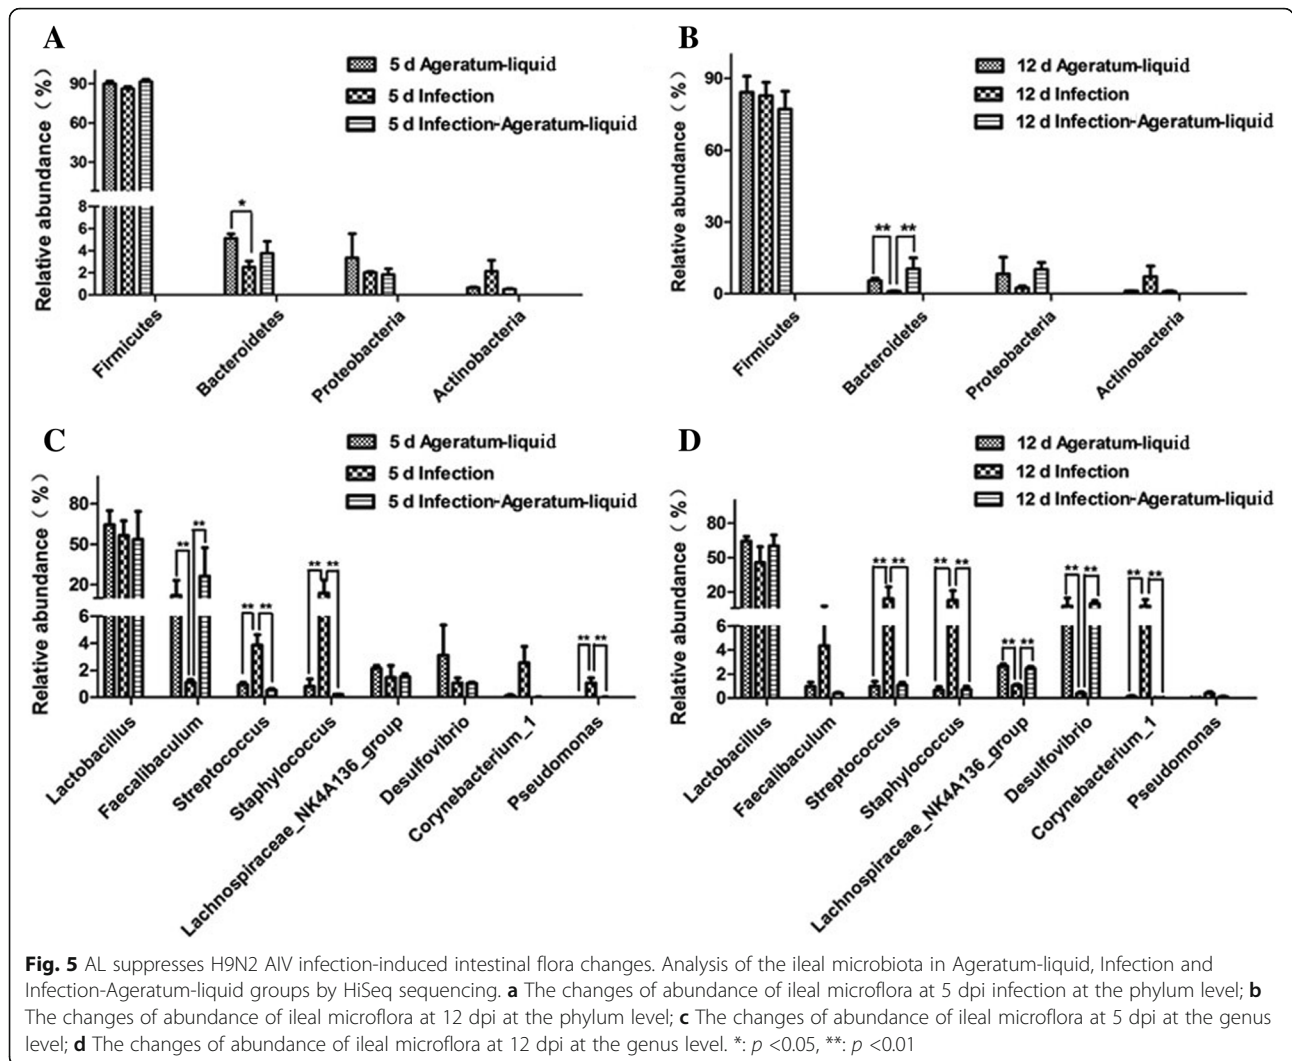 A
5 d Ageratum-liquid
5 d Infection
5 d Infection-Ageratum-liquid
Relative abundance (%)
90
60
30
8
6
4
2
0
*
Firmicutes
Bacteroidetes
Proteobacteria
Actinobacteria
B
12 d Ageratum-liquid
12 d Infection
12 d Infection-Ageratum-liquid
Relative abundance (%)
90
60
30
0
** **
Firmicutes
Bacteroidetes
Proteobacteria
Actinobacteria
C
5 d Ageratum-liquid
5 d Infection
5 d Infection-Ageratum-liquid
Relative abundance (%)
80
50
20
6
4
2
0
** **
** **
** **
** **
Lactobacillus
Faecalibaculum
Streptococcus
Staphylococcus
Lachnospiraceae_NK4A136_group
Desulfovibrio
Corynebacterium_1
Pseudomonas
D
12 d Ageratum-liquid
12 d Infection
12 d Infection-Ageratum-liquid
Relative abundance (%)
80
50
20
6
4
2
0
** **
** **
** **
** **
** **
Lactobacillus
Faecalibaculum
Streptococcus
Staphylococcus
Lachnospiraceae_NK4A136_group
Desulfovibrio
Corynebacterium_1
Pseudomonas
Fig. 5 AL suppresses H9N2 AIV infection-induced intestinal flora changes. Analysis of the ileal microbiota in Ageratum-liquid, Infection and
Infection-Ageratum-liquid groups by HiSeq sequencing. a The changes of abundance of ileal microflora at 5 dpi infection at the phylum level; b
The changes of abundance of ileal microflora at 12 dpi at the phylum level; c The changes of abundance of ileal microflora at 5 dpi at the genus
level; d The changes of abundance of ileal microflora at 12 dpi at the genus level. *: p <0.05, **: p <0.01